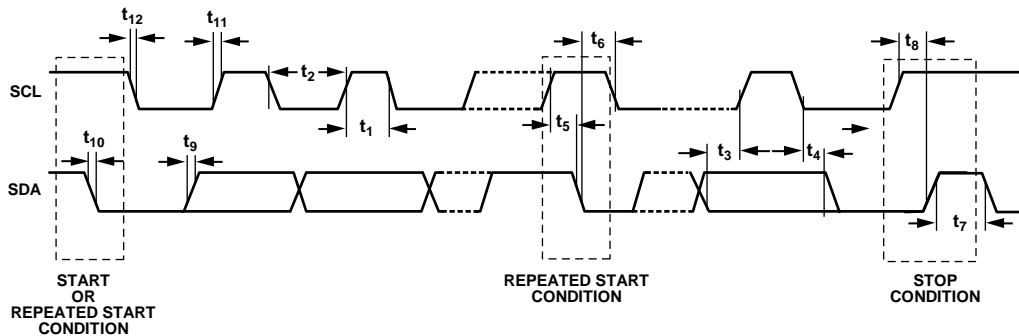 t12
t11
t6
t8
t2
SCL
t1
t5
t3
t4
t10
t9
SDA
t7
START
OR
REPEATED START
CONDITION
REPEATED START
CONDITION
STOP
CONDITION